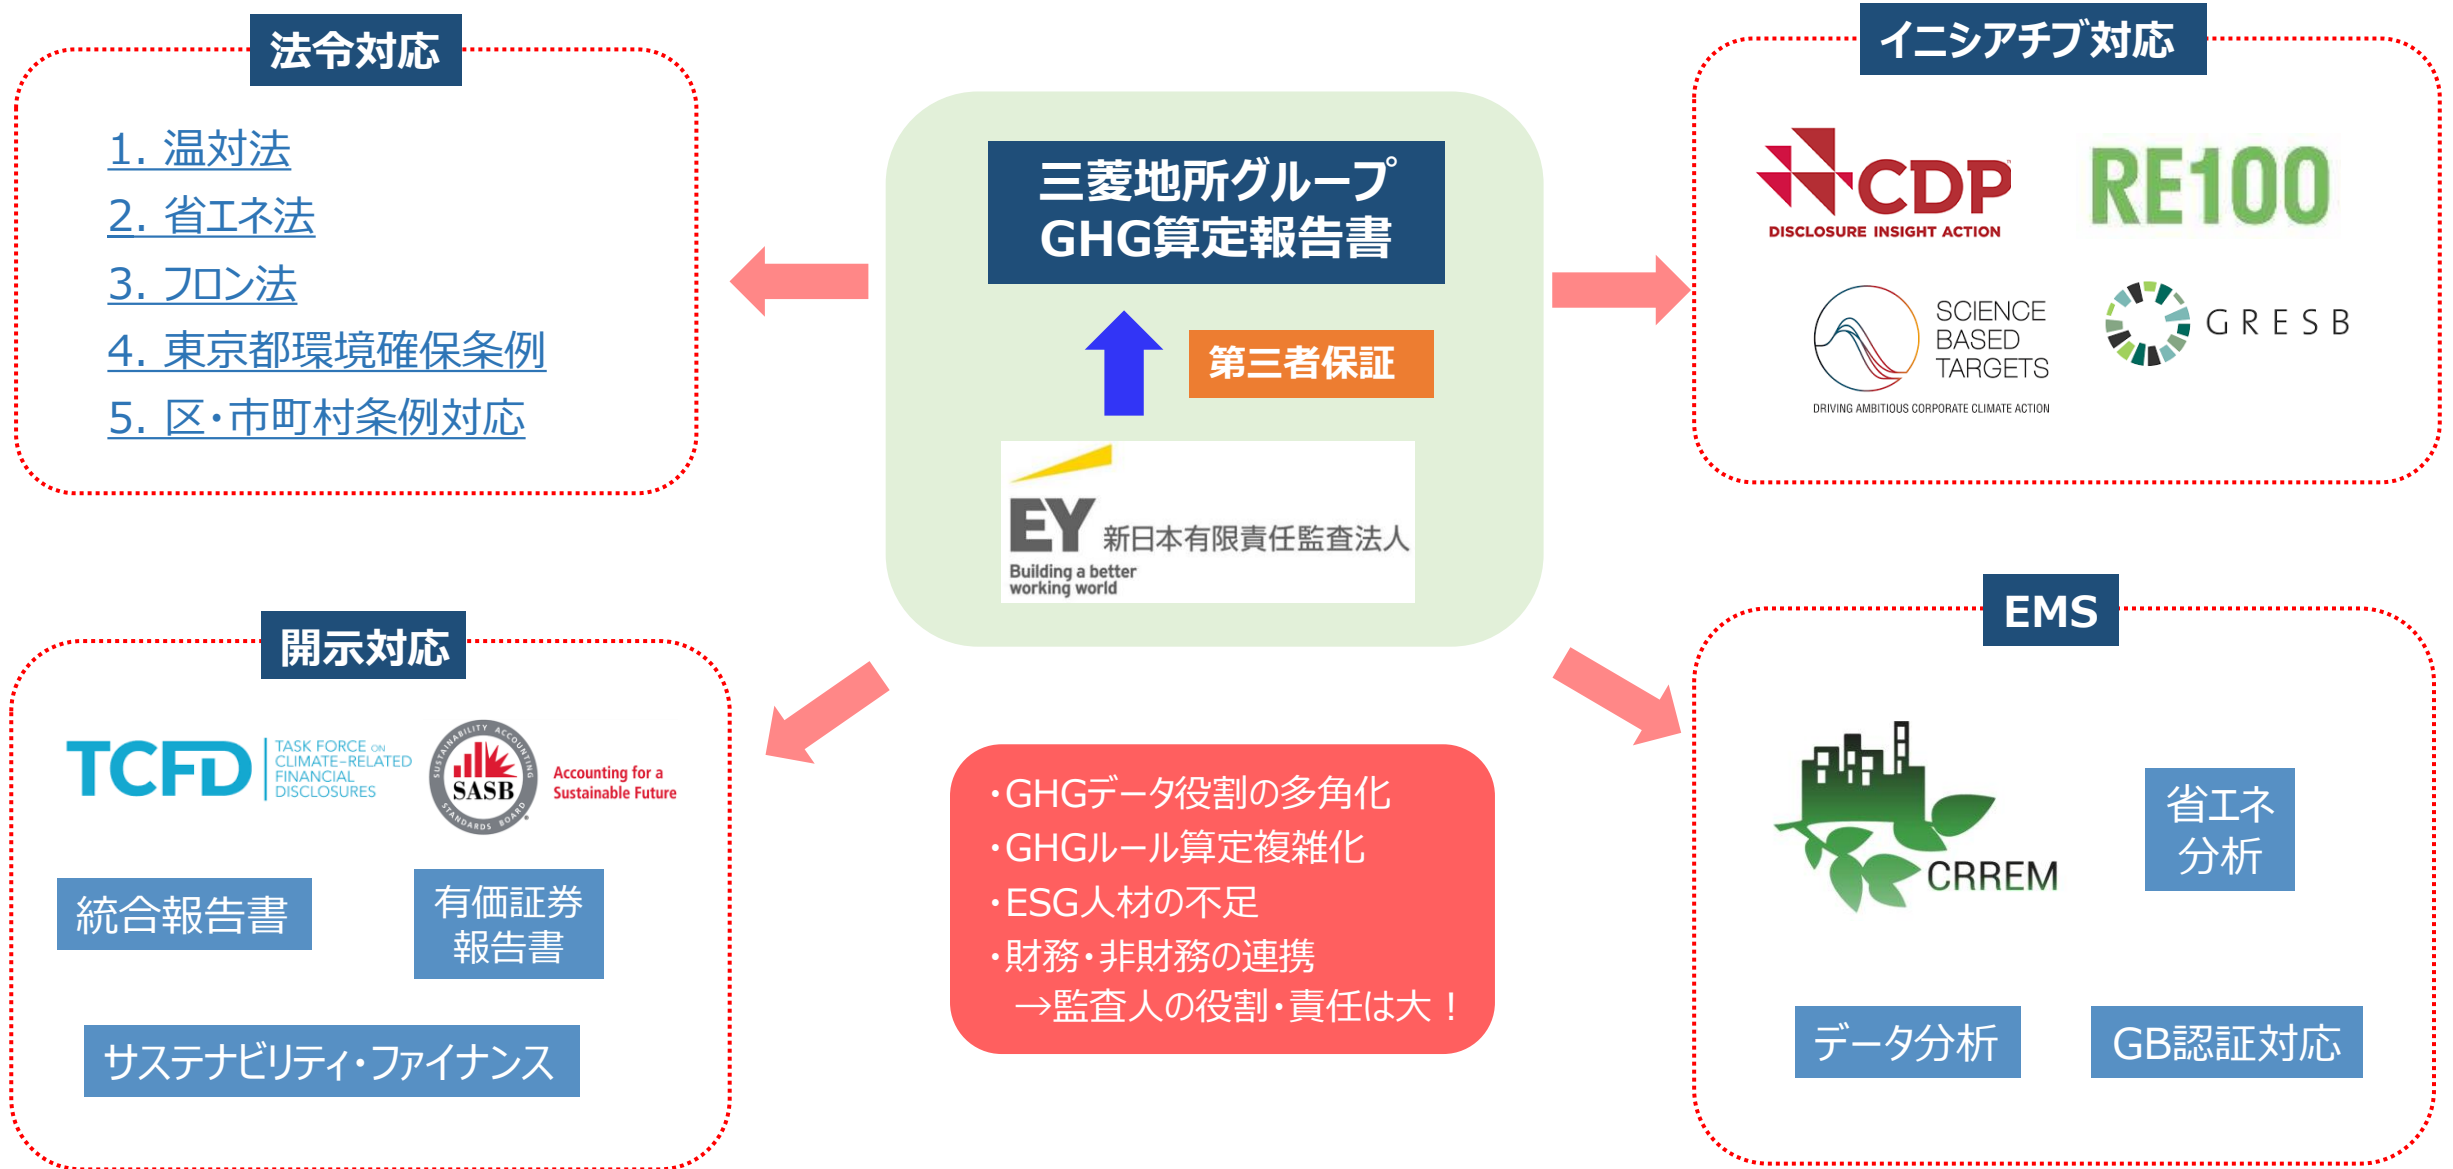 法令対応
1. 温対法
2. 省エネ法
3. フロン法
4. 東京都環境確保条例
5. 区・市町村条例対応
三菱地所グループ
GHG算定報告書
第三者保証
EY 新日本有限責任監査法人
Building a better
working world
イニシアチブ対応
CDP
DISCLOSURE INSIGHT ACTION
RE100
SCIENCE
BASED
TARGETS
DRIVING AMBITIOUS CORPORATE CLIMATE ACTION
GRESB
開示対応
TCFD
TASK FORCE ON
CLIMATE-RELATED
FINANCIAL
DISCLOSURES
SUSTAINABILITY ACCOUNTING
SASB
STANDARDS BOARD
Accounting for a
Sustainable Future
統合報告書
有価証券
報告書
サステナビリティ・ファイナンス
・GHGデータ役割の多角化
・GHGルール算定複雑化
・ESG人材の不足
・財務・非財務の連携
→監査人の役割・責任は大！
EMS
CRREM
省エネ
分析
データ分析
GB認証対応